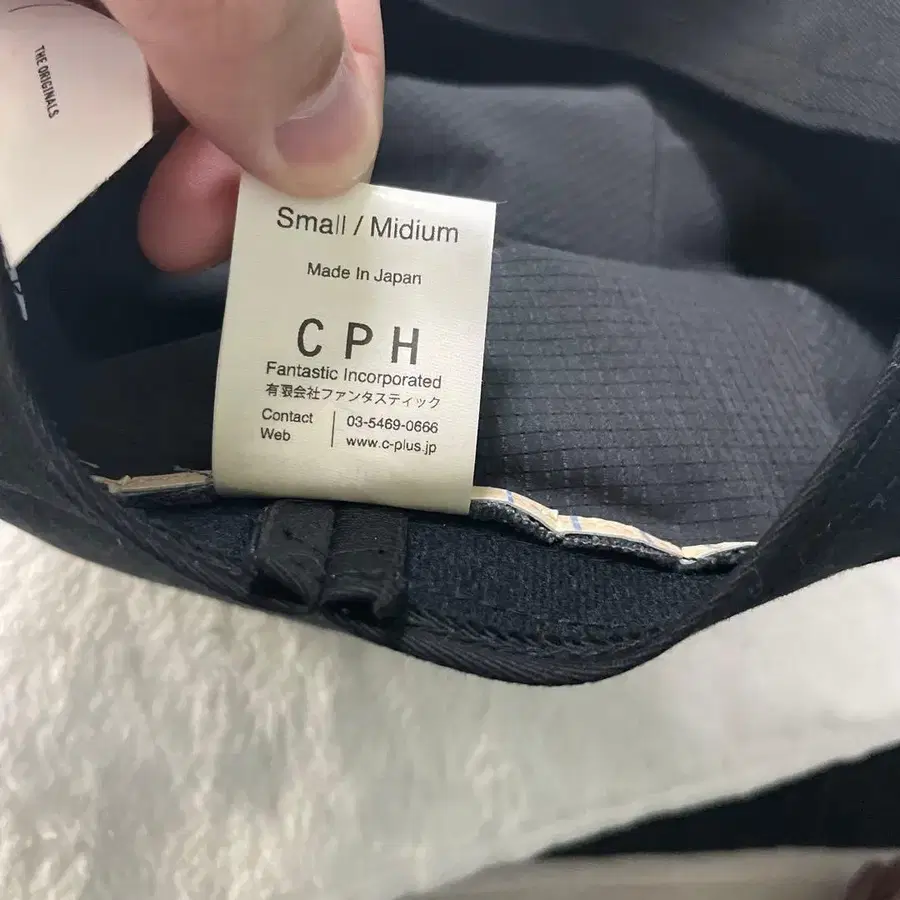 THE ORIGINALS
Small / Midium
Made In Japan
C P H
Fantastic Incorporated
有限会社ファンタスティック
Contact 03-5469-0666
Web www.c-plus.jp